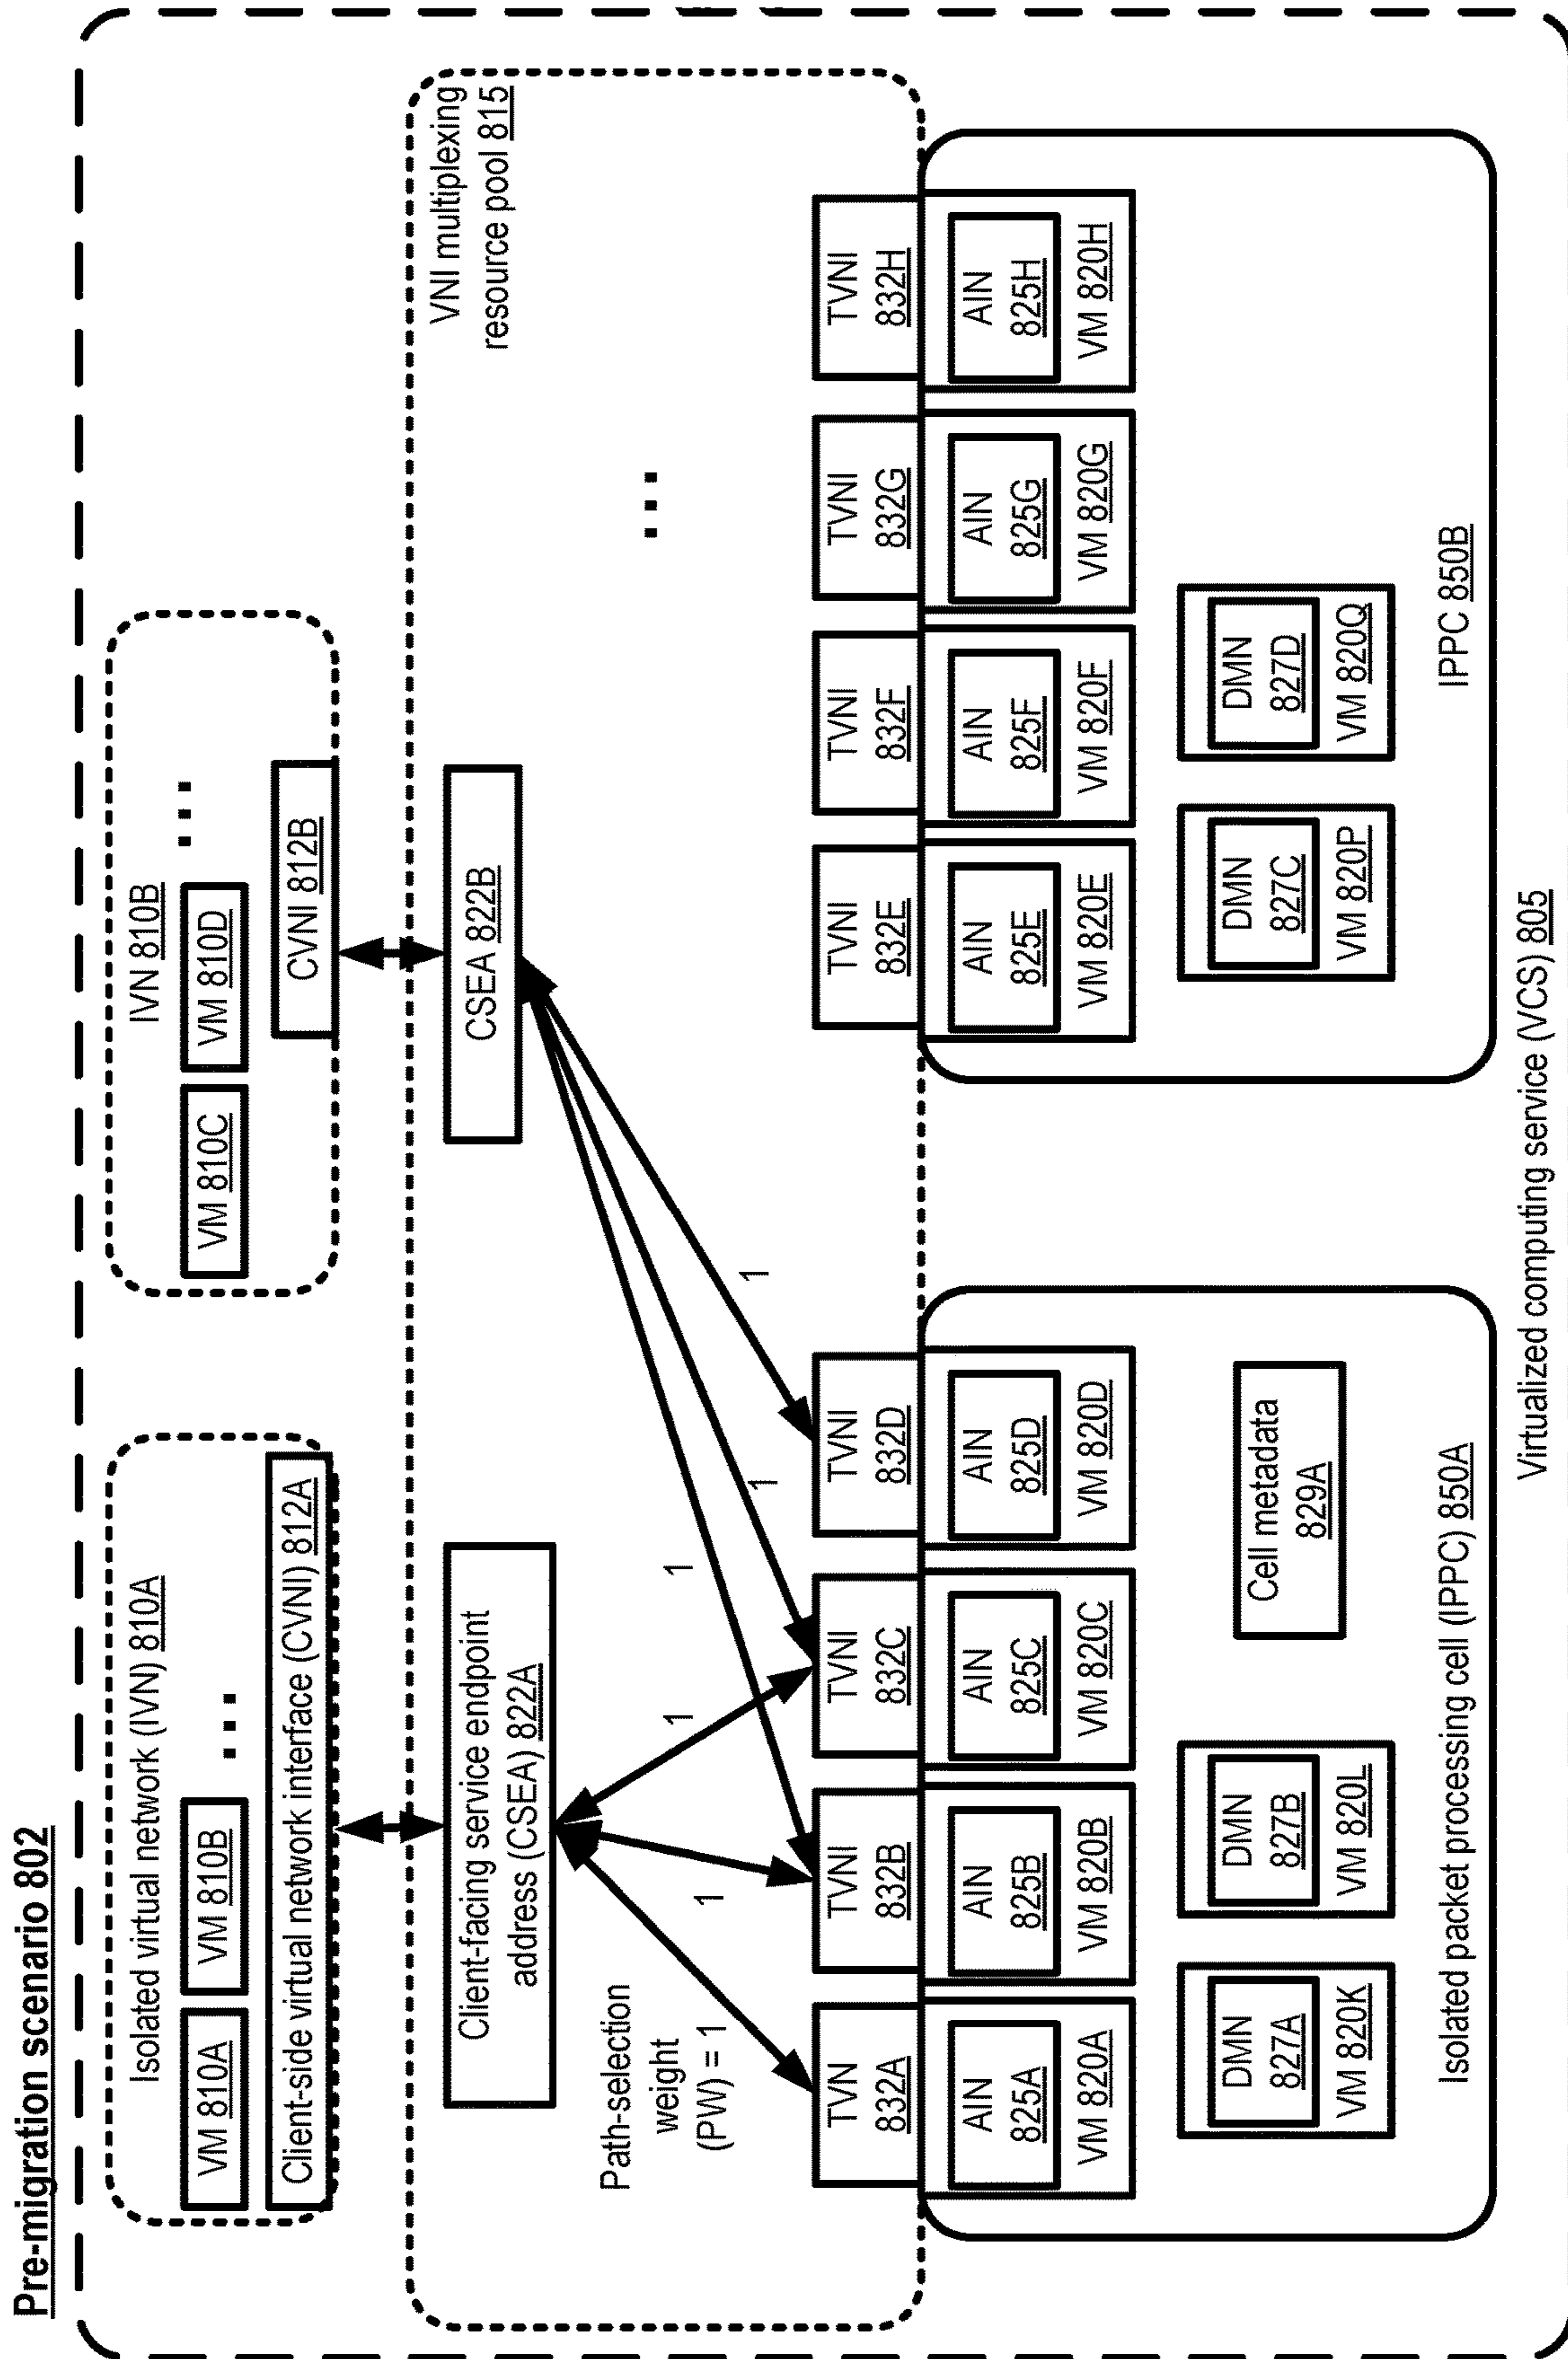 Pre-migration scenario 802
Isolated virtual network (IVN) 810A
VM 810A
VM 810B
...
Client-side virtual network interface (CVNI) 812A
IVN 810B
VM 810C
VM 810D
...
CVNI 812B
VNI multiplexing
resource pool 815
Client-facing service endpoint
address (CSEA) 822A
CSEA 822B
Path-selection
weight
(PW) = 1
1
1
1
1
1
...
TVN
832A
TVNI
832B
TVNI
832C
TVNI
832D
TVNI
832E
TVNI
832F
TVNI
832G
TVNI
832H
AIN
825A
VM 820A
AIN
825B
VM 820B
AIN
825C
VM 820C
AIN
825D
VM 820D
AIN
825E
VM 820E
AIN
825F
VM 820F
AIN
825G
VM 820G
AIN
825H
VM 820H
DMN
827A
VM 820K
DMN
827B
VM 820L
Cell metadata
829A
DMN
827C
VM 820P
DMN
827D
VM 820Q
Isolated packet processing cell (IPPC) 850A
IPPC 850B
Virtualized computing service (VCS) 805